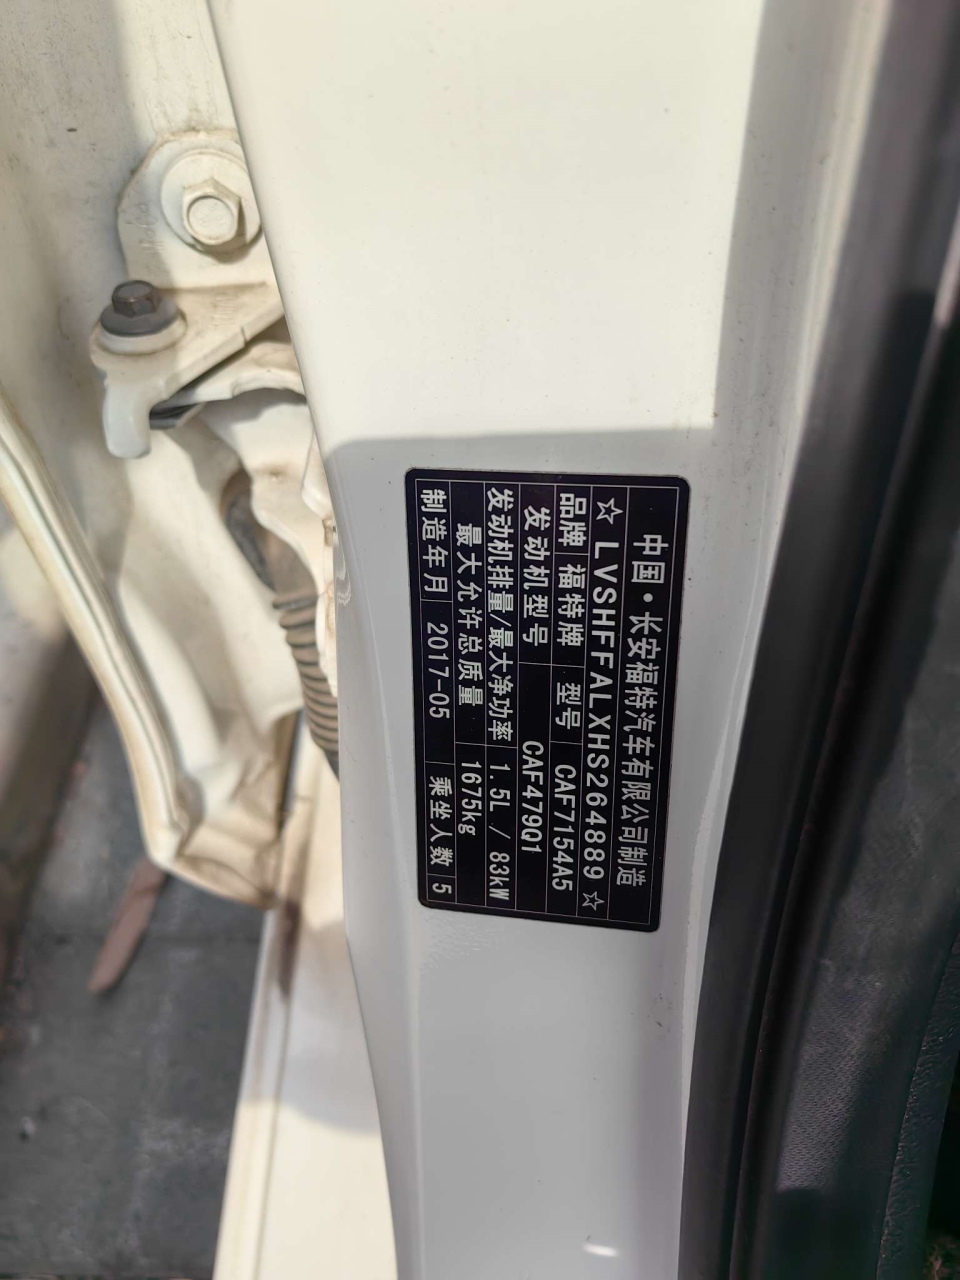 中国·长安福特汽车有限公司制造
☆LVSHFFALXHS264889☆
品牌 福特牌 型号 CAF7154A5
发动机型号 CAF479Q1
发动机排量/最大净功率 1.5L / 83kW
最大允许总质量 1675kg
制造年月 2017-05 乘坐人数 5